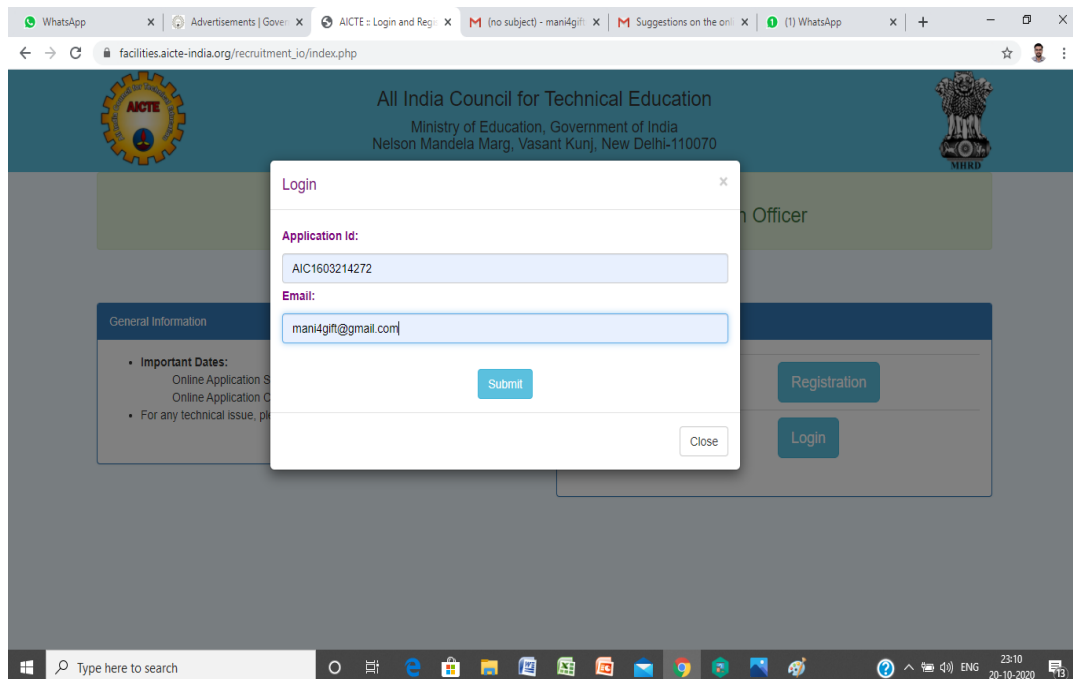 WhatsApp
Advertisements | Gover
AICTE :: Login and Regi
(no subject) - mani4gift
Suggestions on the onl
(1) WhatsApp
facilities.aicte-india.org/recruitment_io/index.php
AICTE
All India Council for Technical Education
Ministry of Education, Government of India
Nelson Mandela Marg, Vasant Kunj, New Delhi-110070
MHRD
Officer
Login
Application Id:
AIC1603214272
Email:
mani4gift@gmail.com
Submit
Close
General Information
• Important Dates:
Online Application S
Online Application C
• For any technical issue, ple
Registration
Login
Type here to search
ENG
23:10
20-10-2020
13